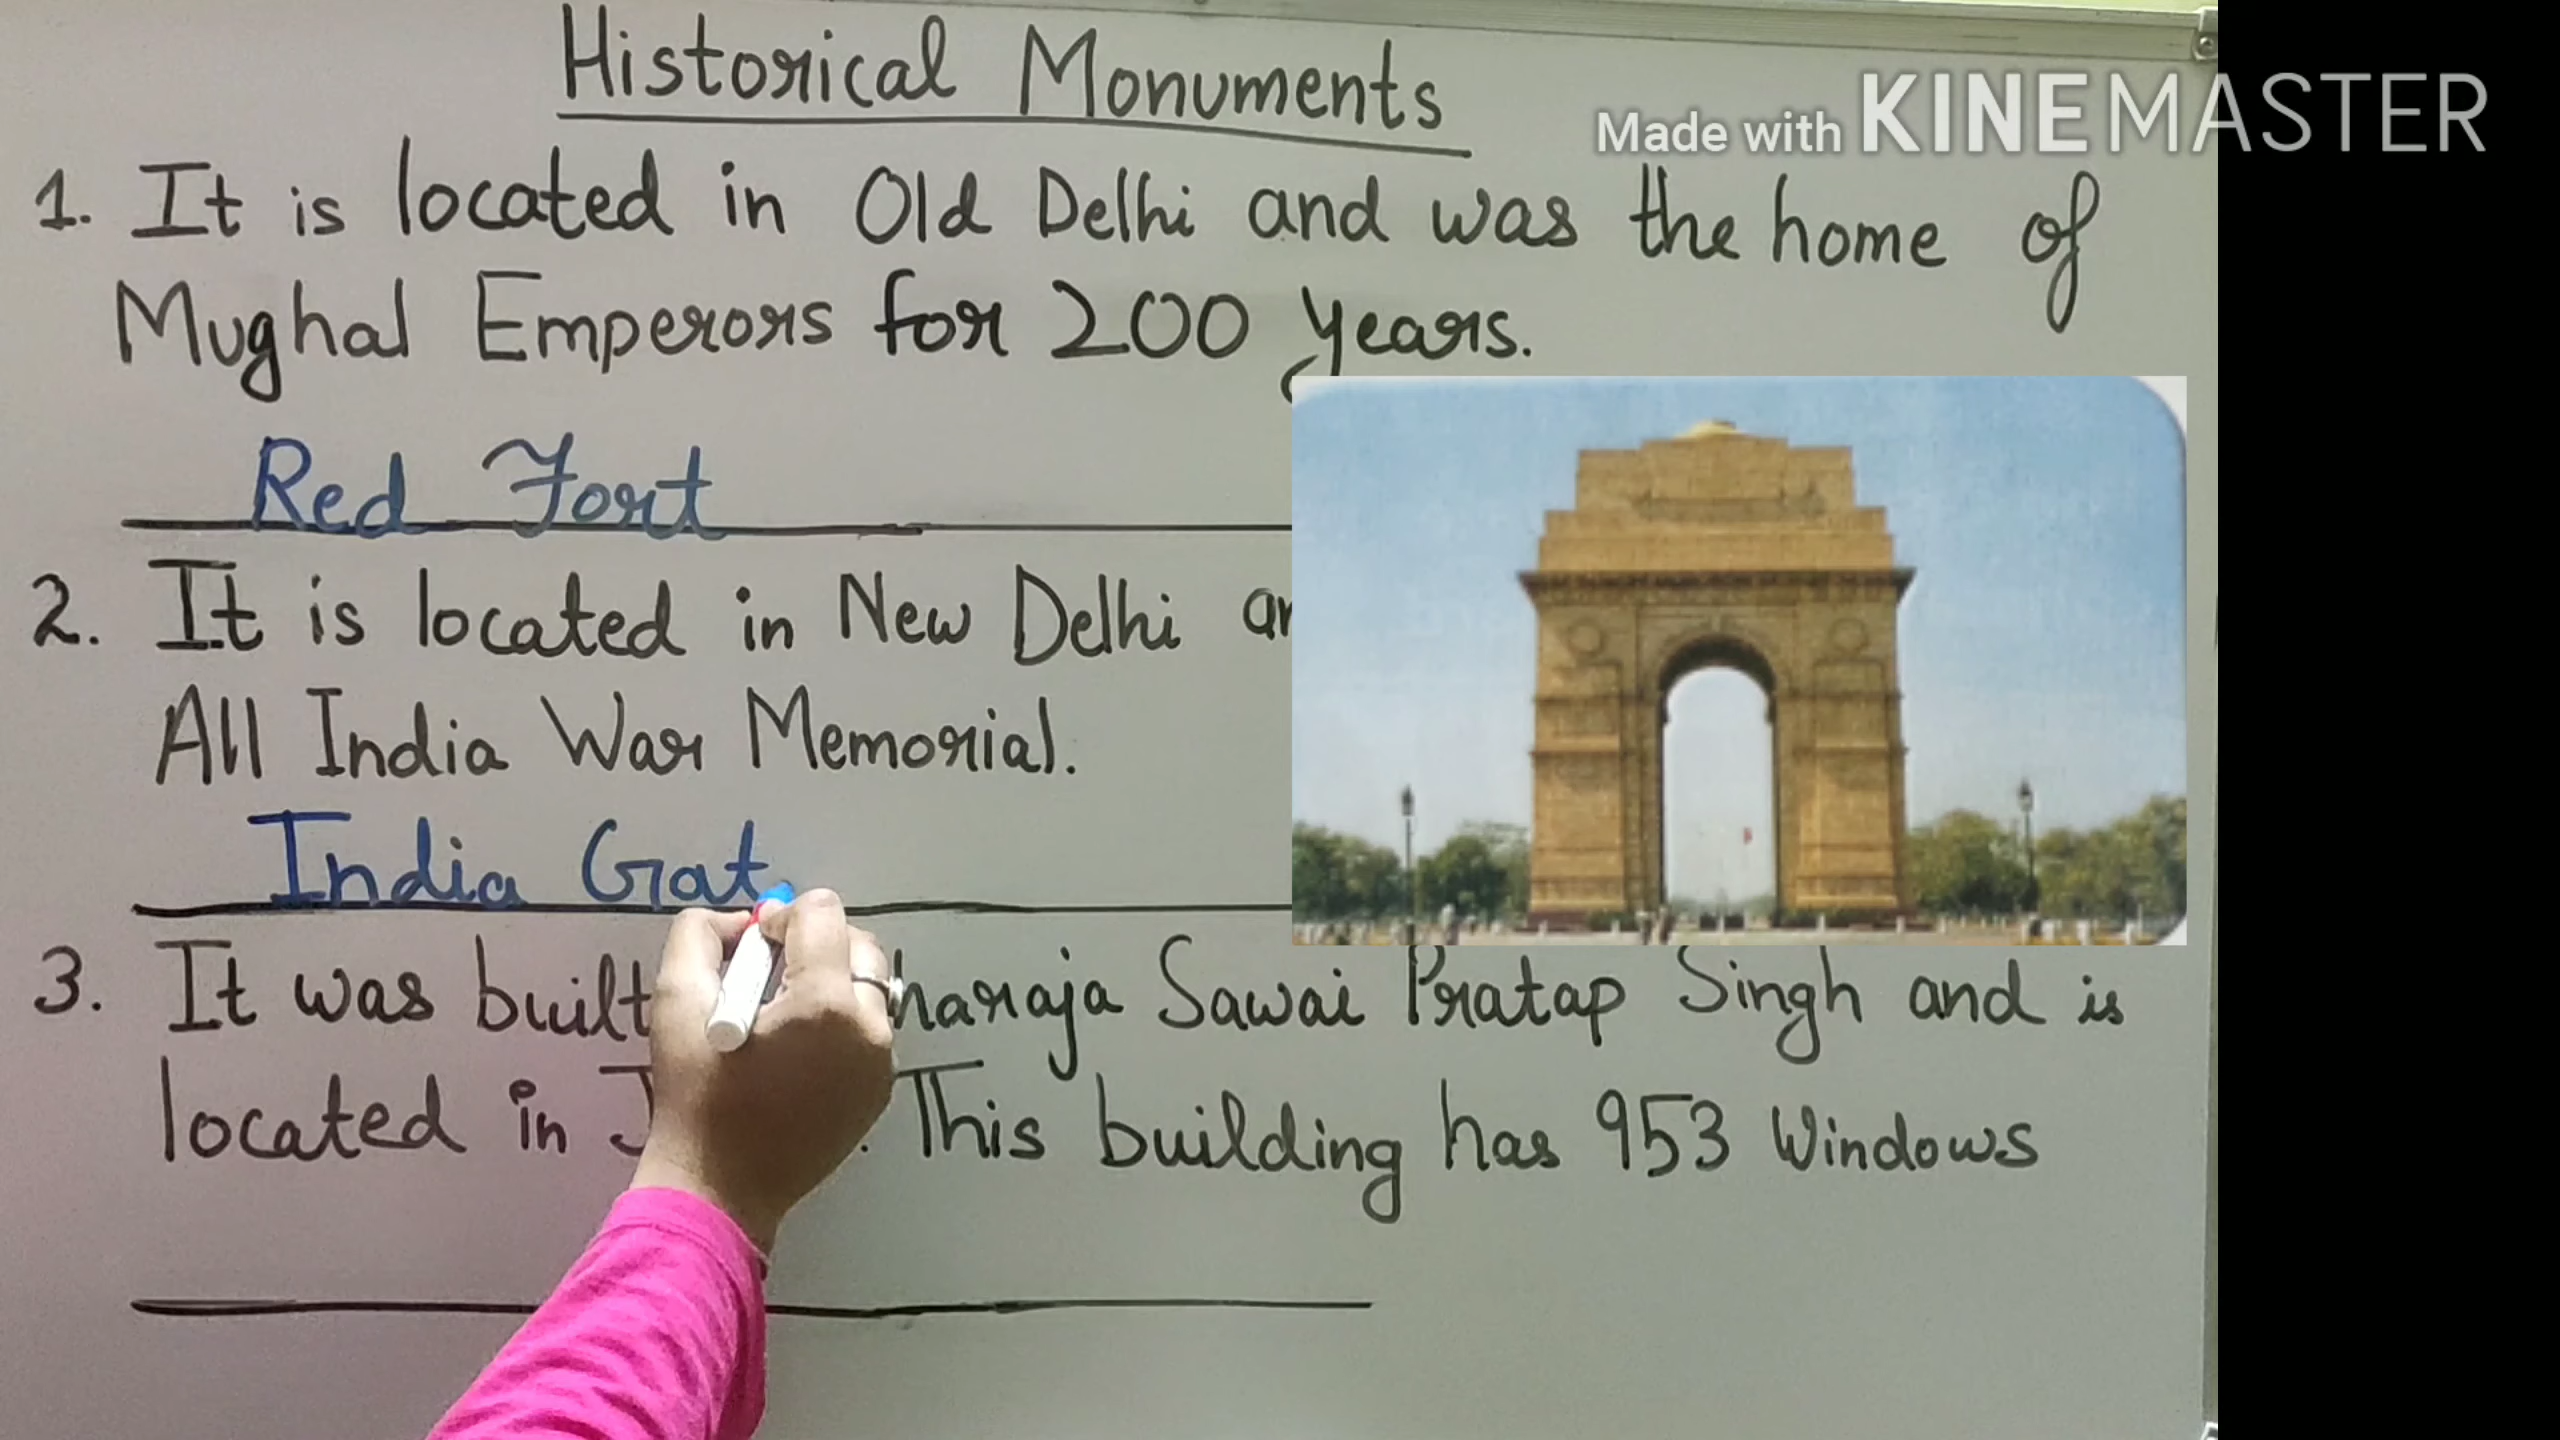 Historical Monuments
Made with KINEMASTER
1. It is located in Old Delhi and was the home of
Mughal Emperors for 200 years.
Red Fort
2. It is located in New Delhi
All India War Memorial.
India Gat
3. It was built Sawai Pratap Singh and is
located in This building has 953 Windows